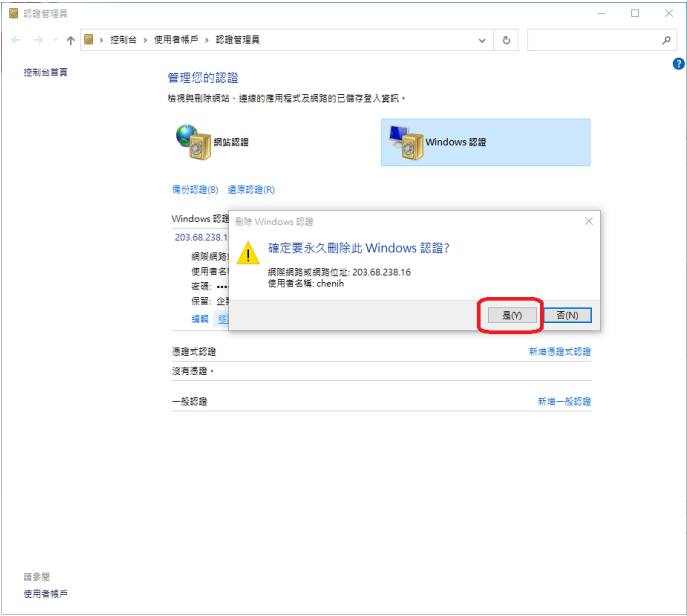 認證管理員
控制台 › 使用者帳戶 › 認證管理員
控制台首頁
管理您的認證
檢視與刪除網站、連線的應用程式及網路的已儲存登入資訊。
網站認證
Windows 認證
備份認證(B) 還原認證(R)
Windows 認證
203.68.238.1
網際網路
使用者名
密碼: ••••
保留: 企
編輯
刪除 Windows 認證
確定要永久刪除此 Windows 認證?
網際網路或網路位址: 203.68.238.16
使用者名稱: chenih
是(Y) 否(N)
憑證式認證 新增憑證式認證
沒有憑證。
一般認證 新增一般認證
請參閱
使用者帳戶